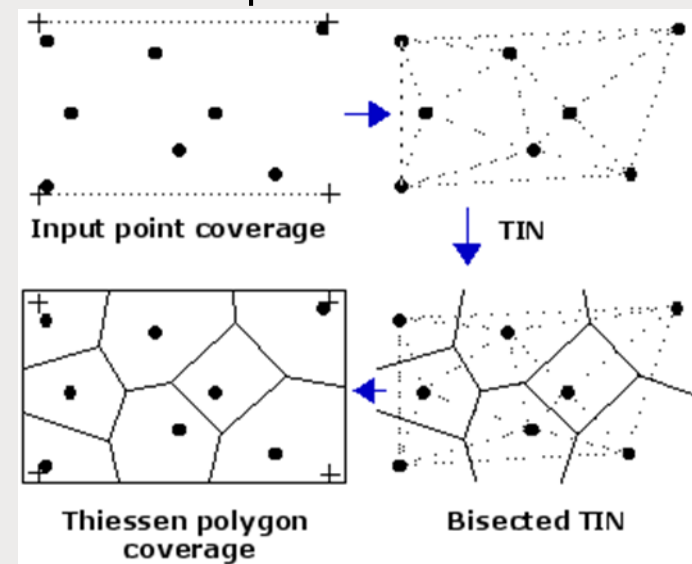 Input point coverage
TIN
Thiessen polygon
coverage
Bisected TIN